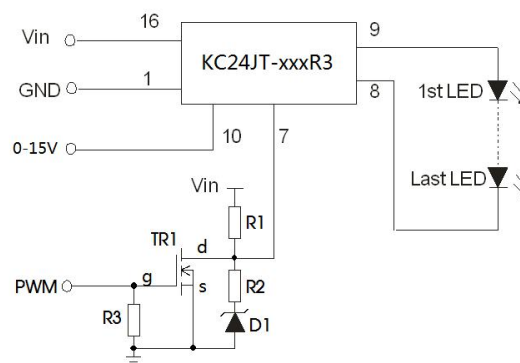 Vin
16
KC24JT-xxxR3
9
GND
1
8
1st LED
0-15V
10
7
Last LED
Vin
R1
TR1
d
PWM
g
s
R2
R3
D1